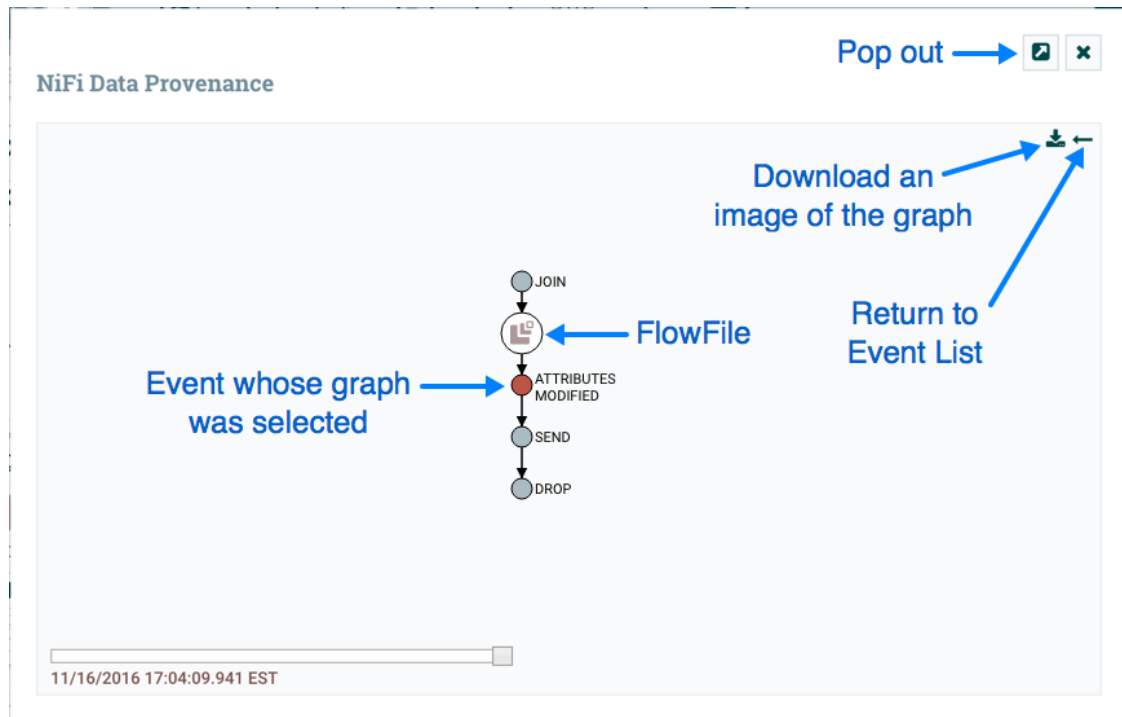 Pop out
NiFi Data Provenance
Download an
image of the graph
JOIN
Return to
Event List
FlowFile
Event whose graph
was selected
ATTRIBUTES
MODIFIED
SEND
DROP
11/16/2016 17:04:09.941 EST